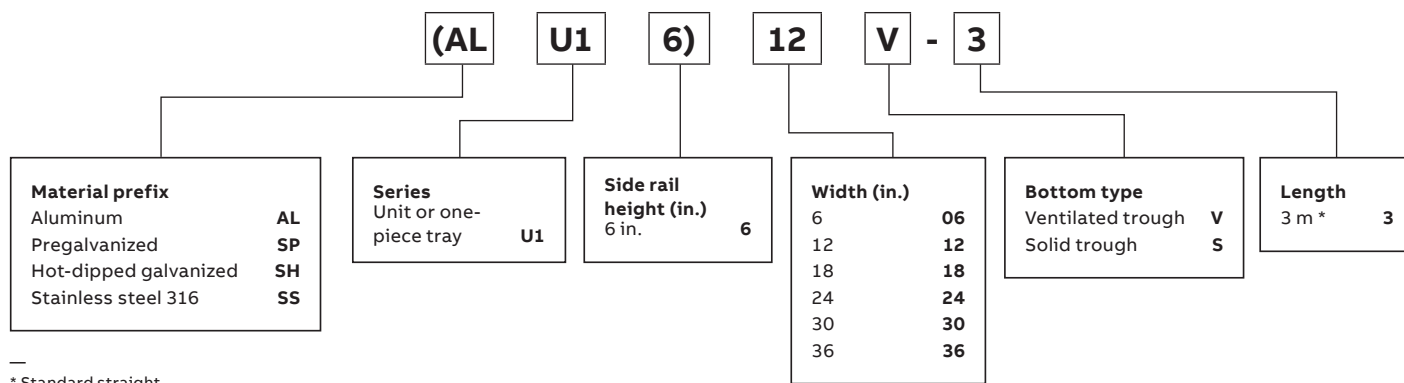 (AL U1 6) 12 V - 3
Material prefix
Aluminum AL
Pregalvanized SP
Hot-dipped galvanized SH
Stainless steel 316 SS
Series
Unit or one-
piece tray U1
Side rail
height (in.)
6 in. 6
Width (in.)
6 06
12 12
18 18
24 24
30 30
36 36
Bottom type
Ventilated trough V
Solid trough S
Length
3 m * 3
—
* Standard straight